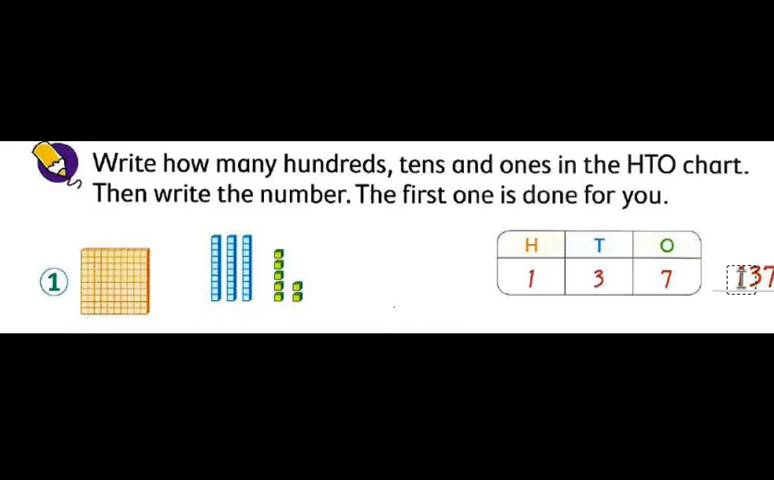 Write how many hundreds, tens and ones in the HTO chart.
Then write the number. The first one is done for you.
1
H T O
1 3 7
137